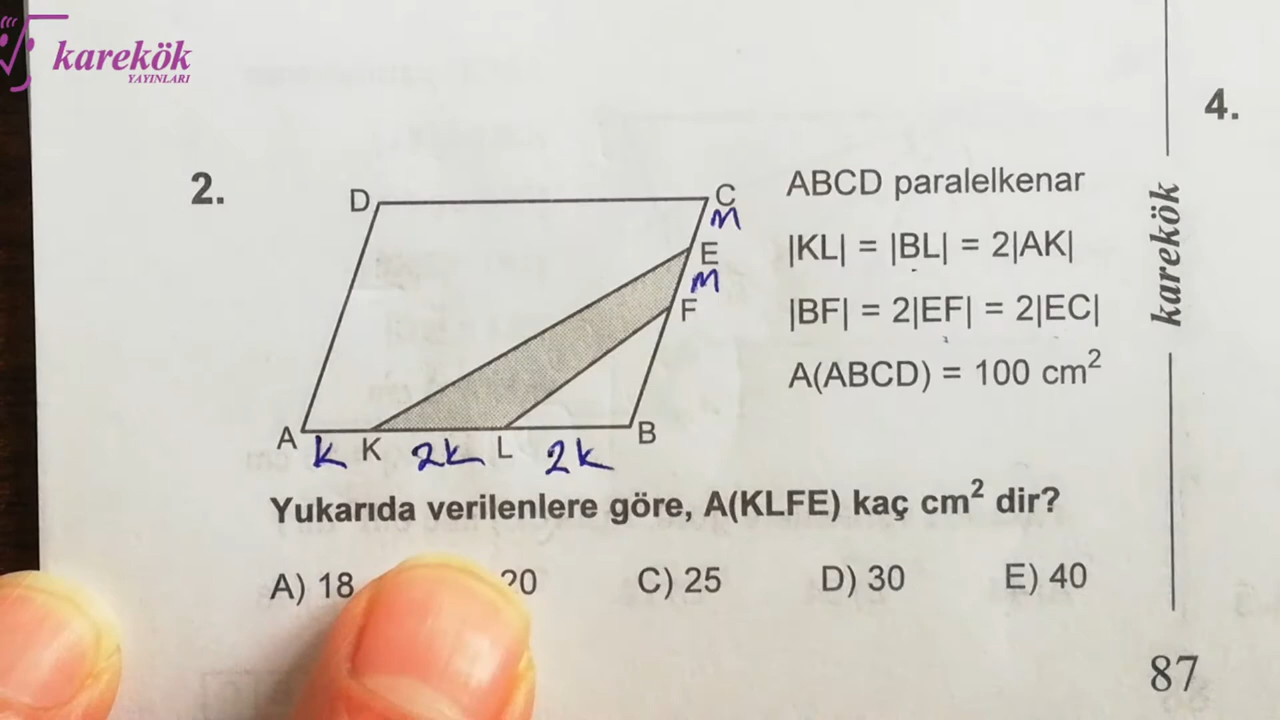 karekök
YAYINLARI
2.
D
C
m
E
m
F
A
K
L
B
k
2k
2k
ABCD paralelkenar
|KL| = |BL| = 2|AK|
|BF| = 2|EF| = 2|EC|
A(ABCD) = 100 cm²
Yukarıda verilenlere göre, A(KLFE) kaç cm² dir?
A) 18 20 C) 25 D) 30 E) 40
karekök
4.
87